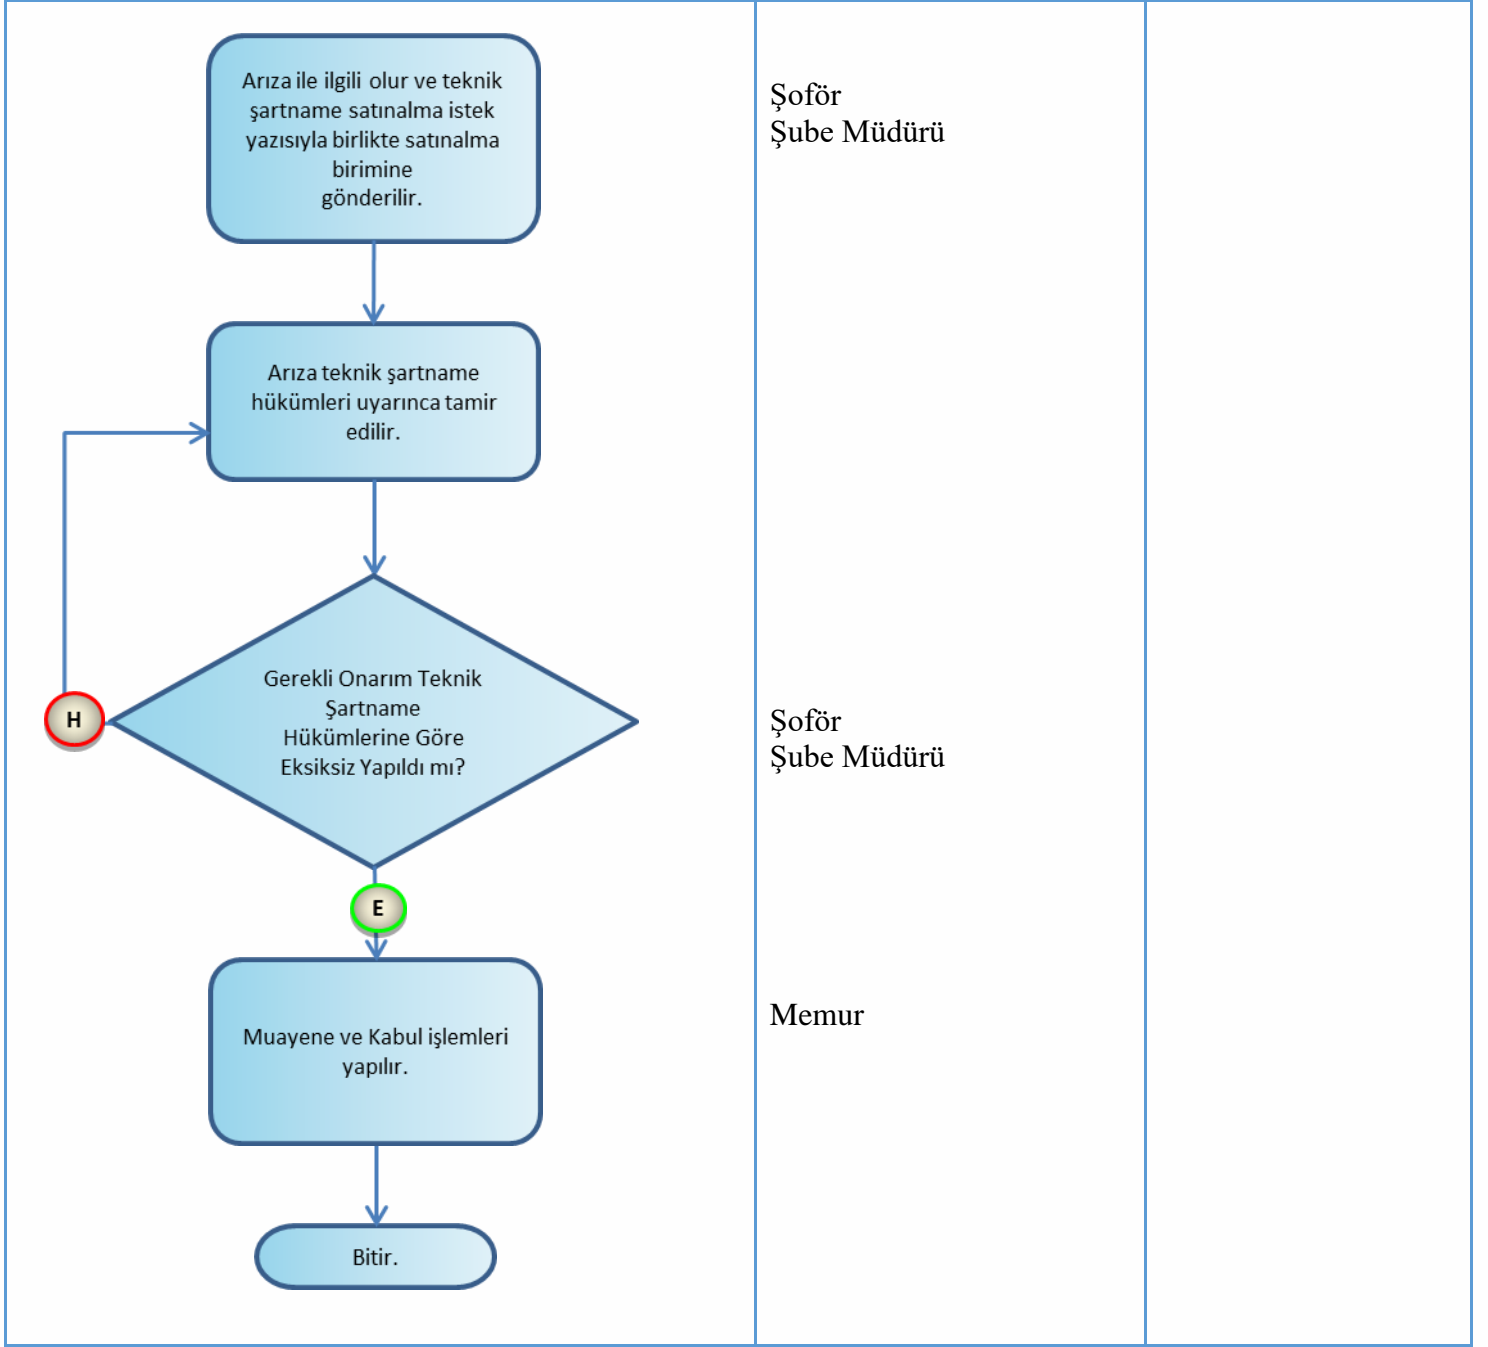 Arıza ile ilgili olur ve teknik
şartname satınalma istek
yazısıyla birlikte satınalma
birimine
gönderilir.
Şoför
Şube Müdürü
Arıza teknik şartname
hükümleri uyarınca tamir
edilir.
Gerekli Onarım Teknik
Şartname
Hükümlerine Göre
Eksiksiz Yapıldı mı?
H
Şoför
Şube Müdürü
E
Muayene ve Kabul işlemleri
yapılır.
Memur
Bitir.